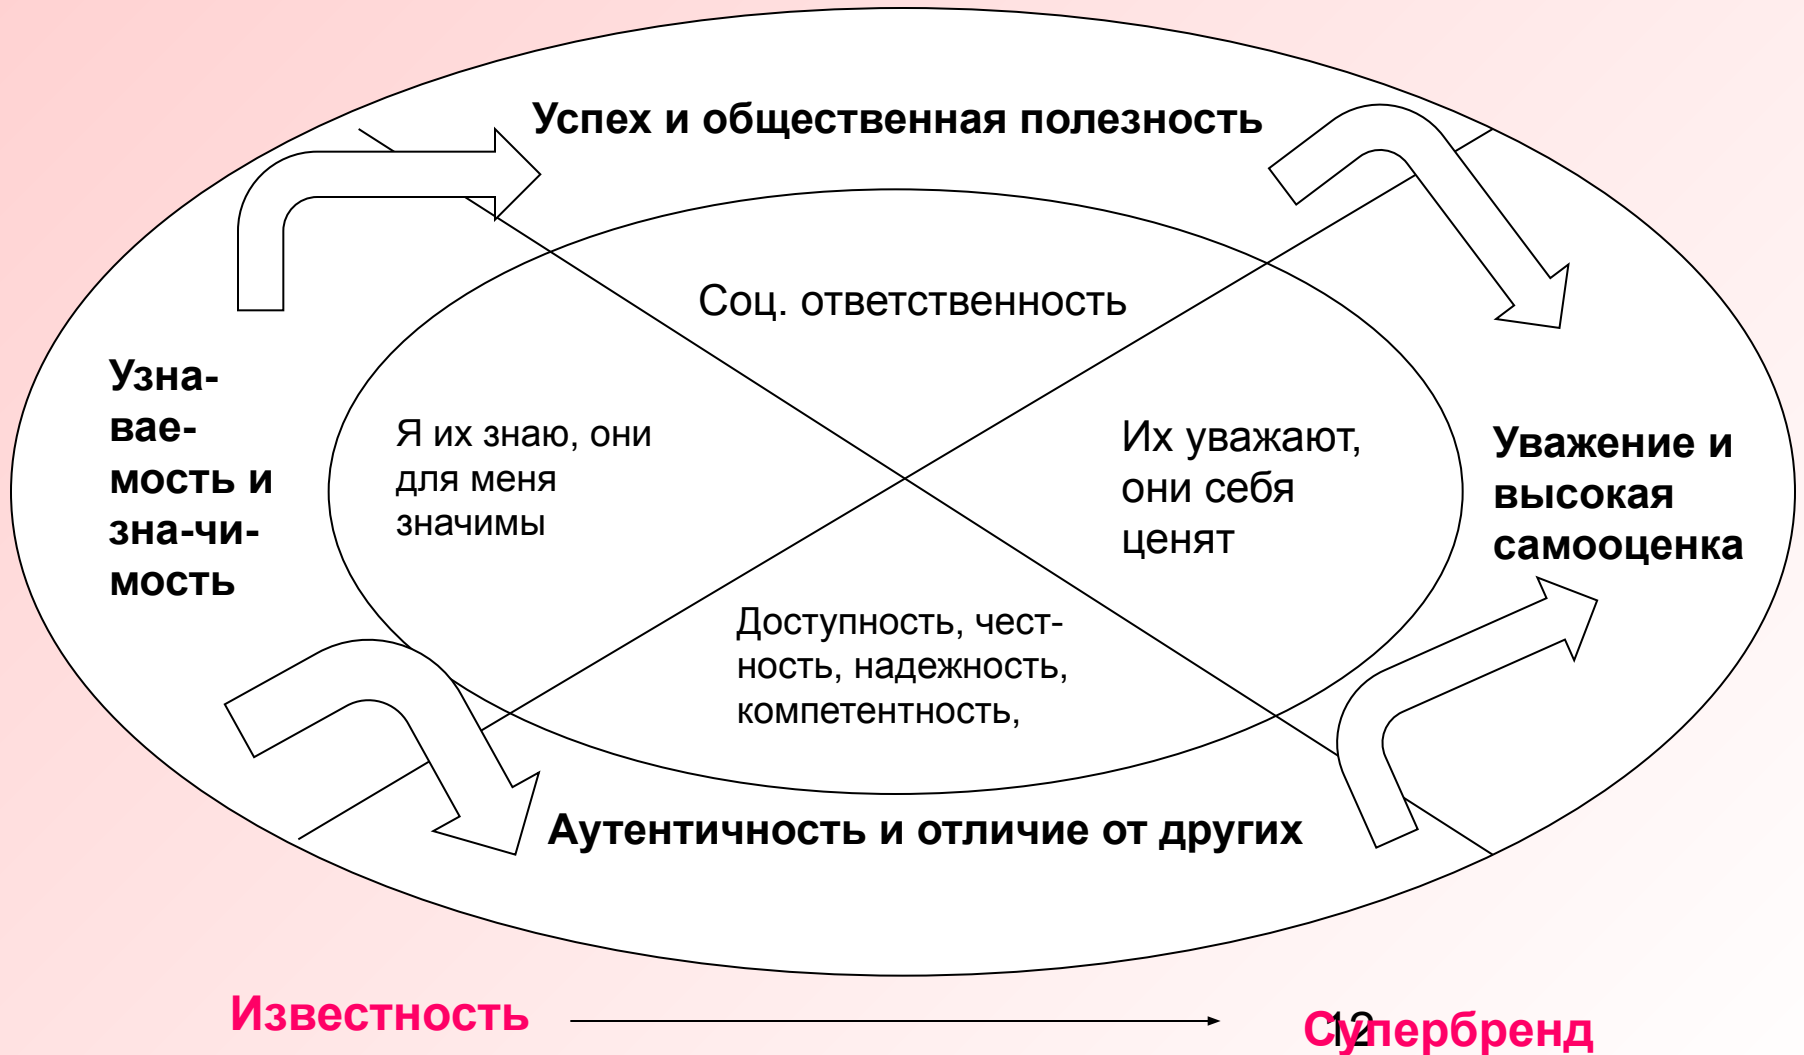 Успех и общественная полезность
Соц. ответственность
Узна-
вае-
мость и
зна-чи-
мость
Я их знаю, они
для меня
значимы
Их уважают,
они себя
ценят
Уважение и
высокая
самооценка
Доступность, чест-
ность, надежность,
компетентность,
Аутентичность и отличие от других
Известность
Супербренд
12